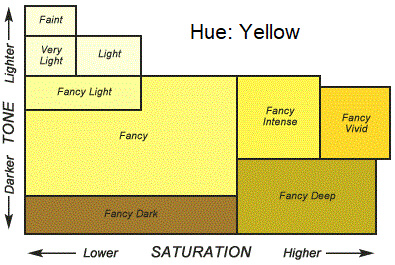 Hue: Yellow
Faint
Very
Light
Light
Fancy Light
Fancy
Fancy
Intense
Fancy
Vivid
Fancy Deep
Fancy Dark
Lighter
TONE
Darker
Lower
SATURATION
Higher